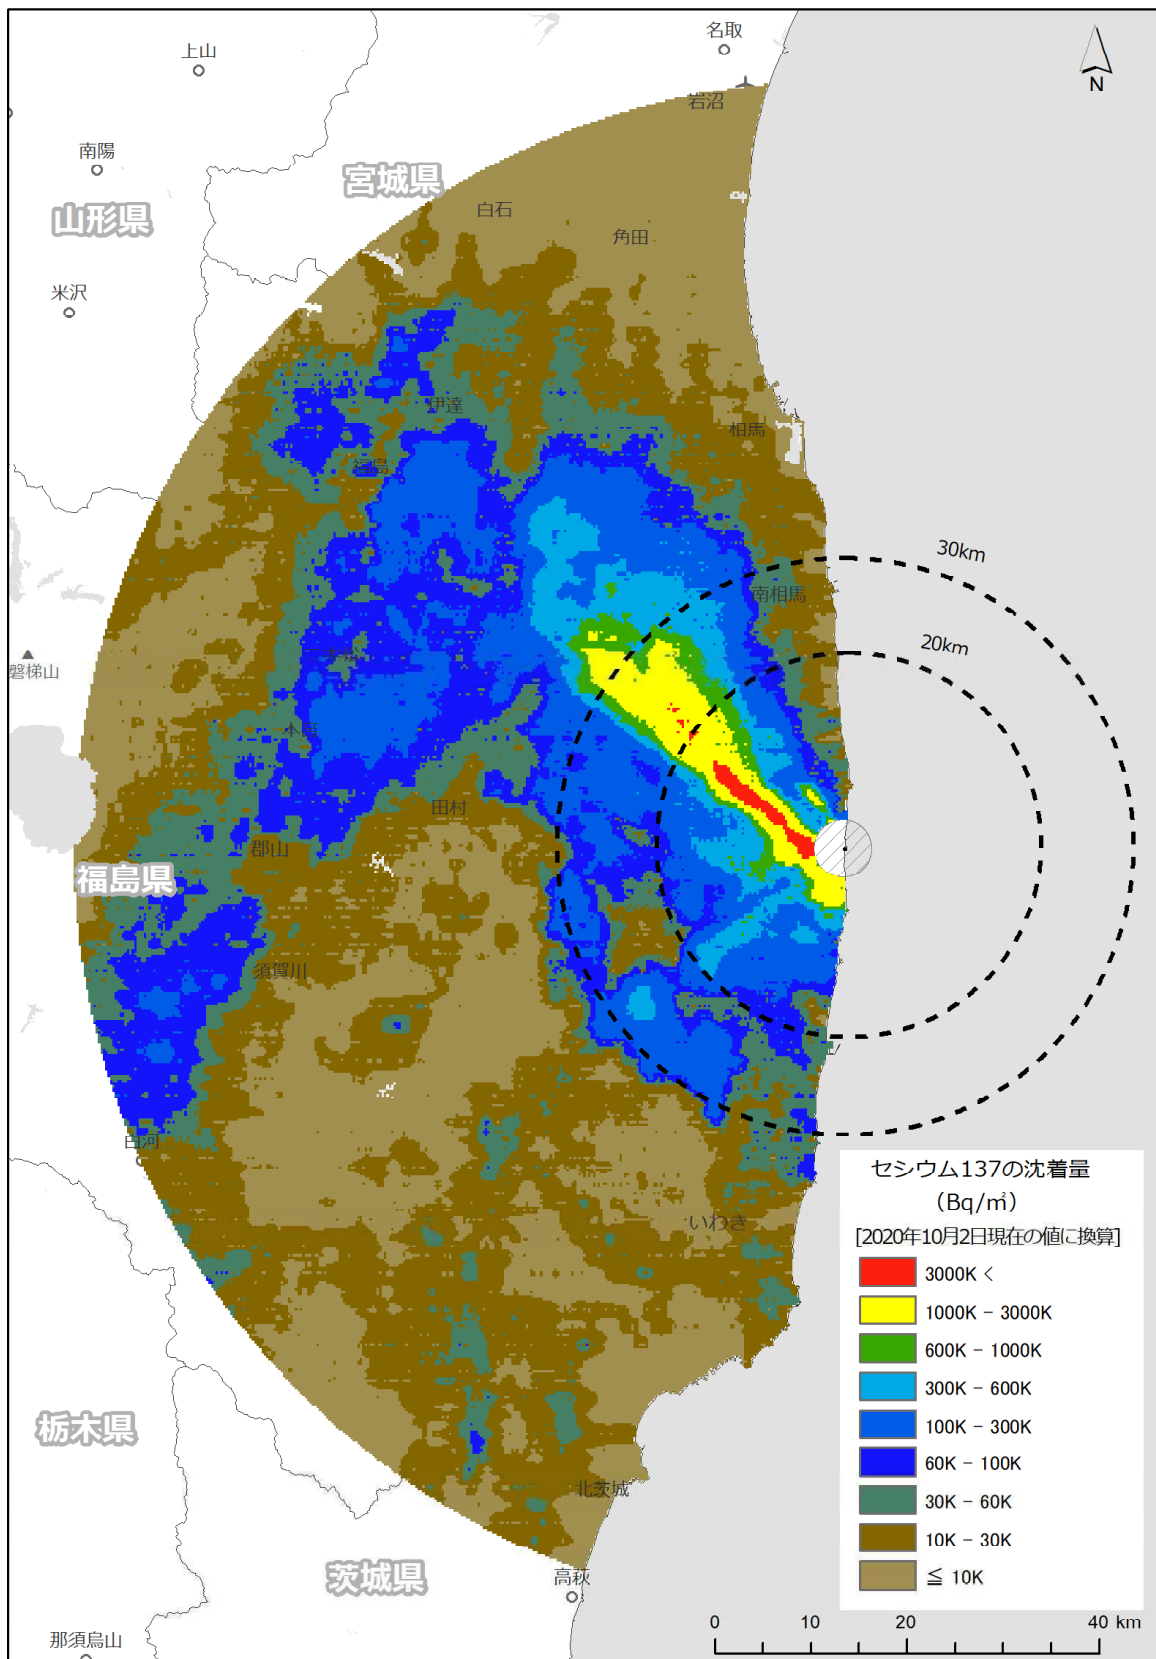 名取
上山
N
岩沼
南陽
宮城県
白石
山形県
角田
米沢
伊達
相馬
福島
30km
南相馬
20km
二本松
磐梯山
本宮
田村
郡山
福島県
須賀川
白河
セシウム137の沈着量
（Bq/㎡）
[2020年10月2日現在の値に換算]
いわき
3000K <
1000K - 3000K
600K - 1000K
300K - 600K
100K - 300K
栃木県
60K - 100K
30K - 60K
北茨城
10K - 30K
≦ 10K
茨城県
高萩
0 10 20 40 km
那須烏山